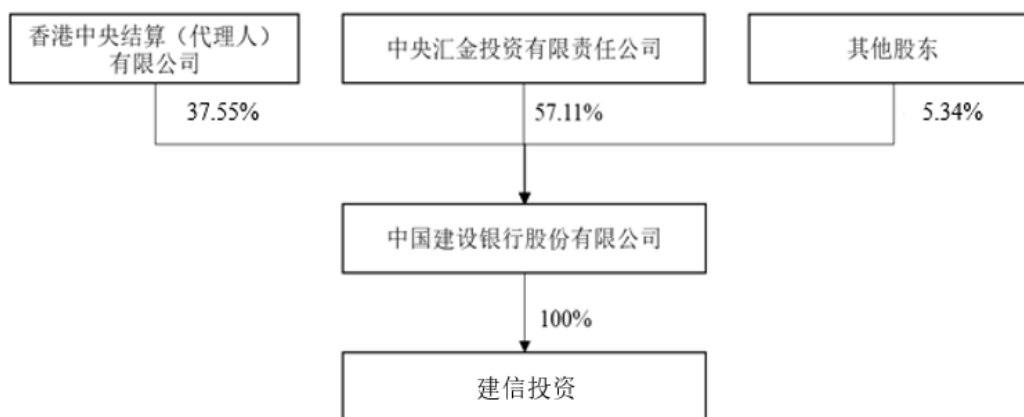 香港中央结算（代理人）
有限公司
中央汇金投资有限责任公司
其他股东
37.55%
57.11%
5.34%
中国建设银行股份有限公司
100%
建信投资